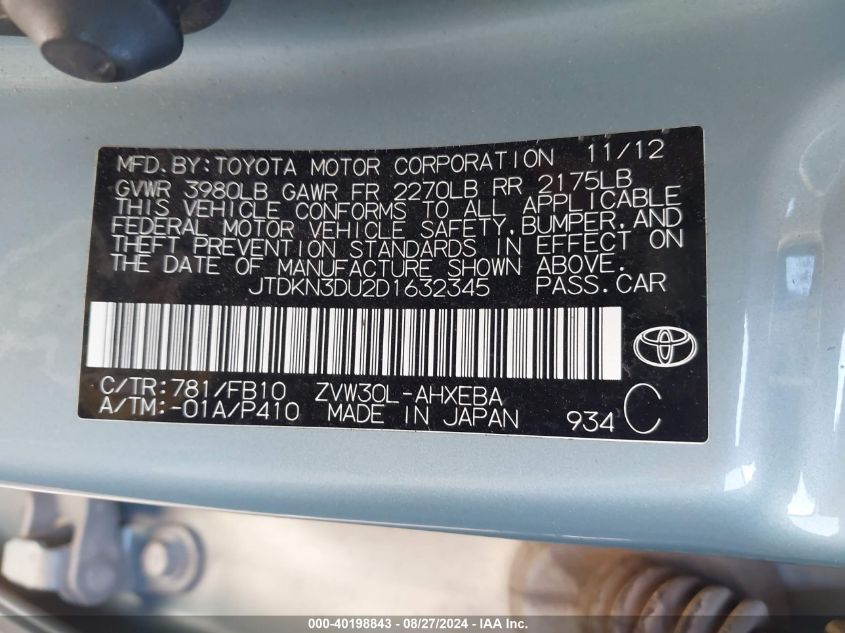 MFD.BY:TOYOTA MOTOR CORPORATION 11/12
GVWR 3980LB GAWR FR 2270LB RR 2175LB
THIS VEHICLE CONFORMS TO ALL APPLICABLE
FEDERAL MOTOR VEHICLE SAFETY,BUMPER,AND
THEFT PREVENTION STANDARDS IN EFFECT ON
THE DATE OF MANUFACTURE SHOWN ABOVE.
JTDKN3DU2D1632345 PASS.CAR
C/TR:781/FB10 ZVW30L-AHXEBA
A/TM:-01A/P410 MADE IN JAPAN 934 C
000-40198843 - 08/27/2024 - IAAI.com